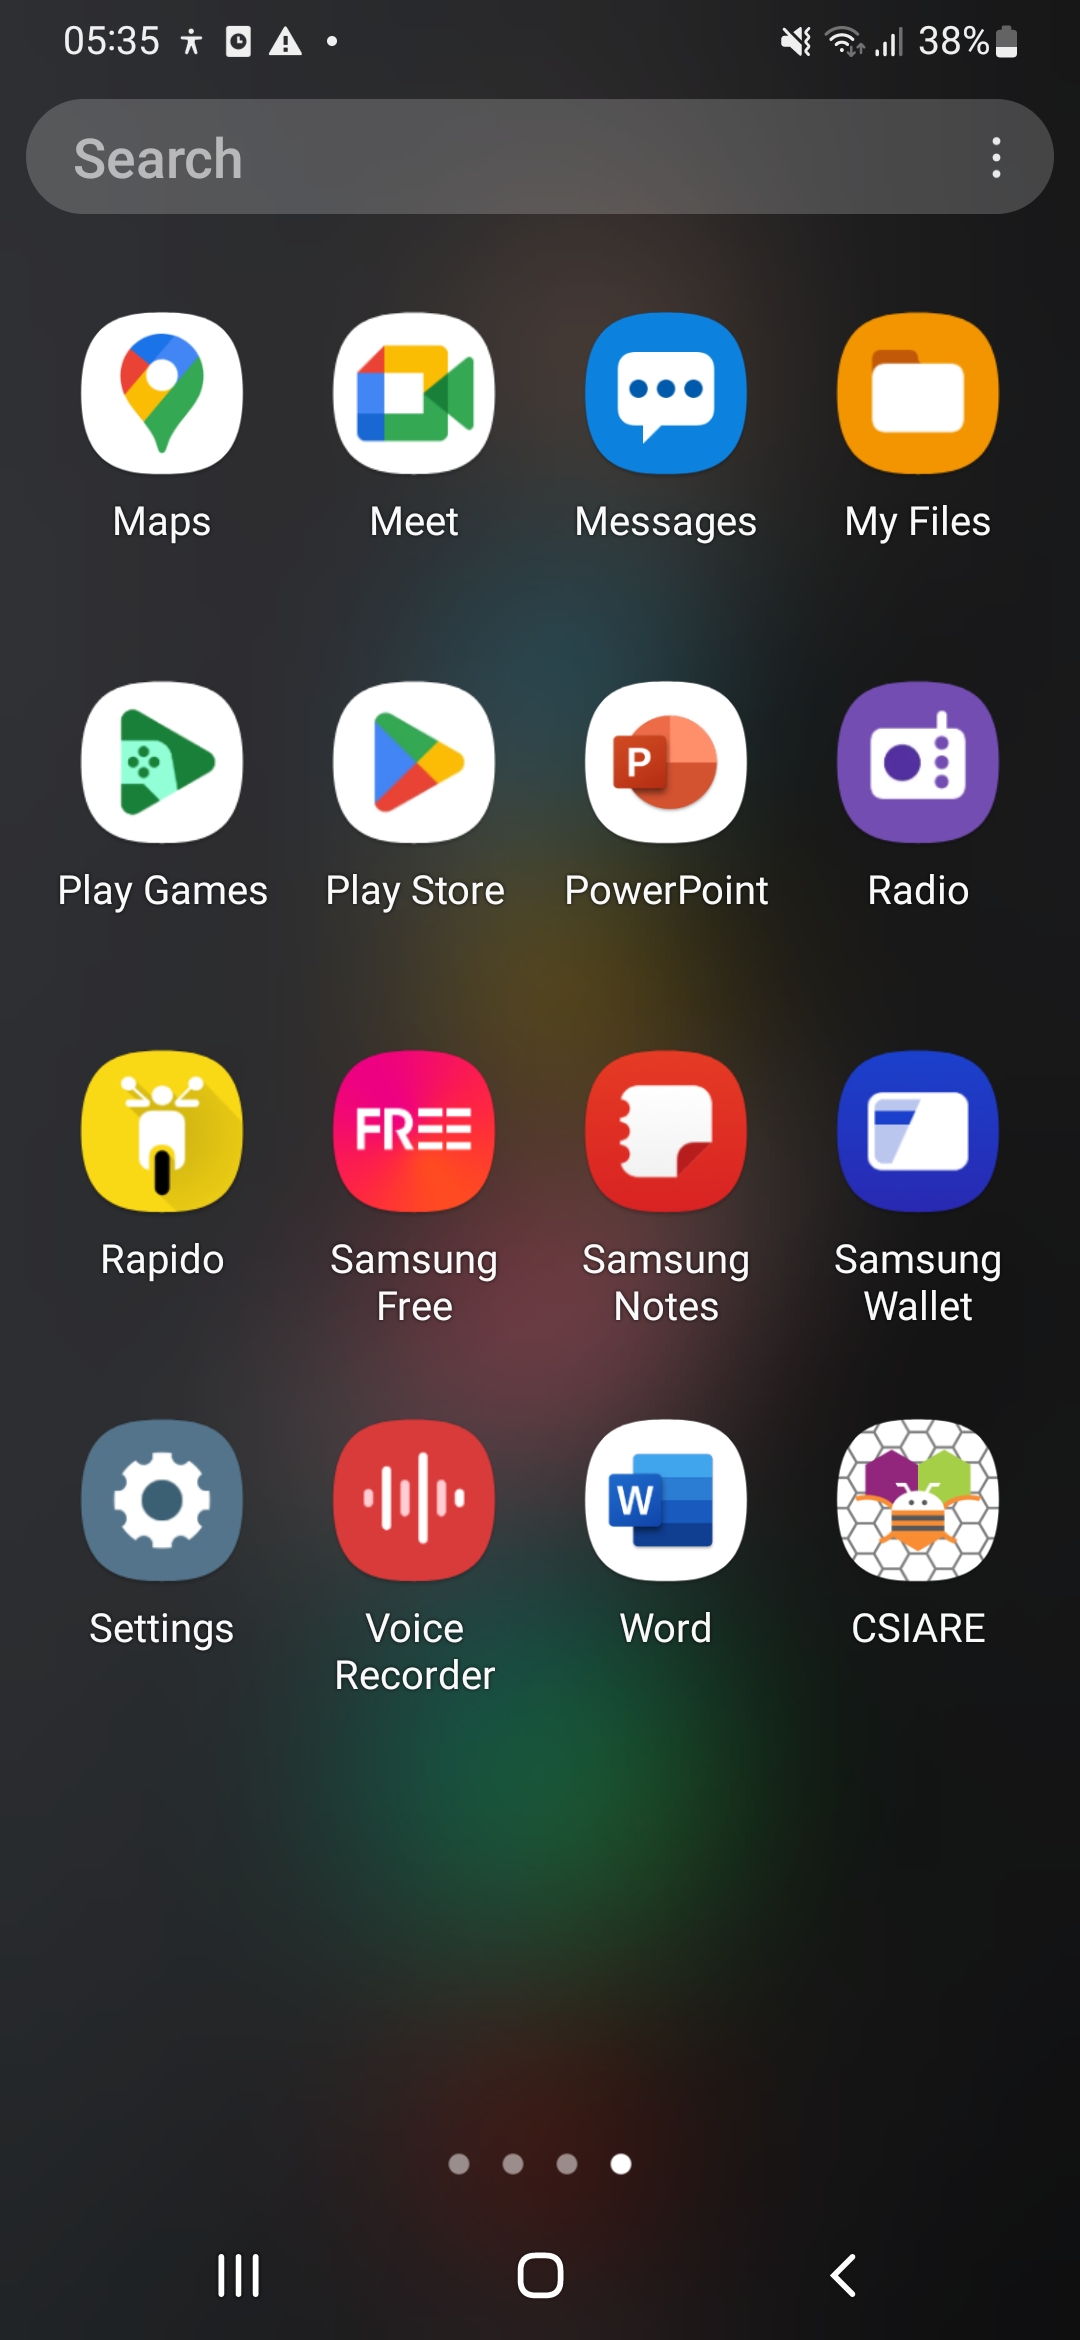 05:35 38%
Search
Maps Meet Messages My Files
P
Play Games Play Store PowerPoint Radio
FREE
Rapido Samsung Free Samsung Notes Samsung Wallet
W
Settings Voice Recorder Word CSIARE